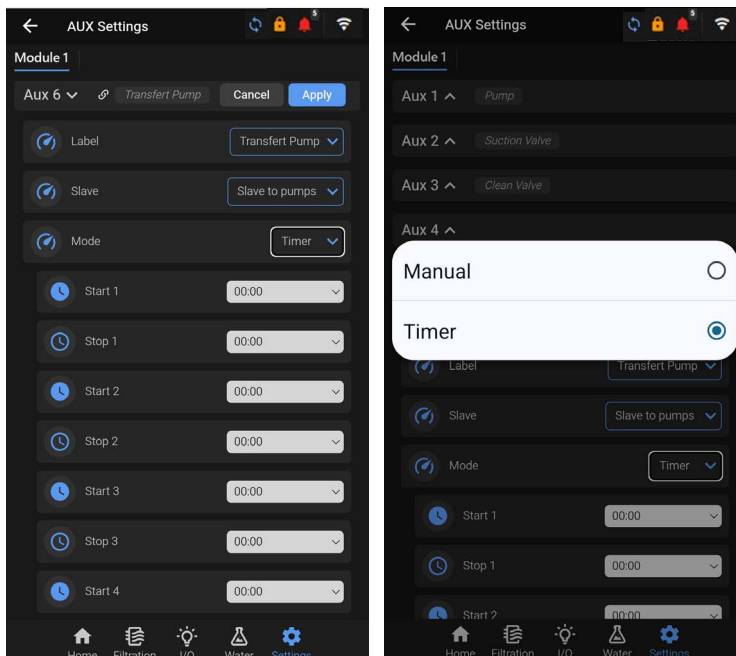 AUX Settings
5
Module 1
Aux 6 Transfert Pump Cancel Apply
Label Transfert Pump
Slave Slave to pumps
Mode Timer
Start 1 00:00
Stop 1 00:00
Start 2 00:00
Stop 2 00:00
Start 3 00:00
Stop 3 00:00
Start 4 00:00
Home Filtration I/O Water Settings
AUX Settings
5
Module 1
Aux 1 Pump
Aux 2 Suction Valve
Aux 3 Clean Valve
Aux 4
Manual
Timer
Label Transfert Pump
Slave Slave to pumps
Mode Timer
Start 1 00:00
Stop 1 00:00
Start 2 00:00
Home Filtration I/O Water Settings